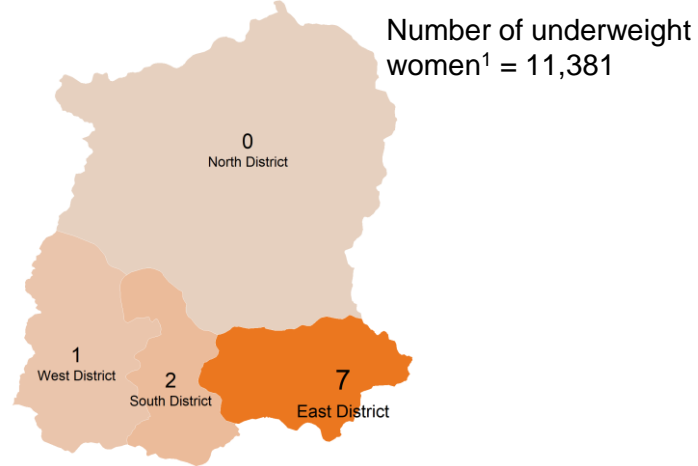 Number of underweight
women¹ = 11,381
0
North District
1
West District
2
South District
7
East District